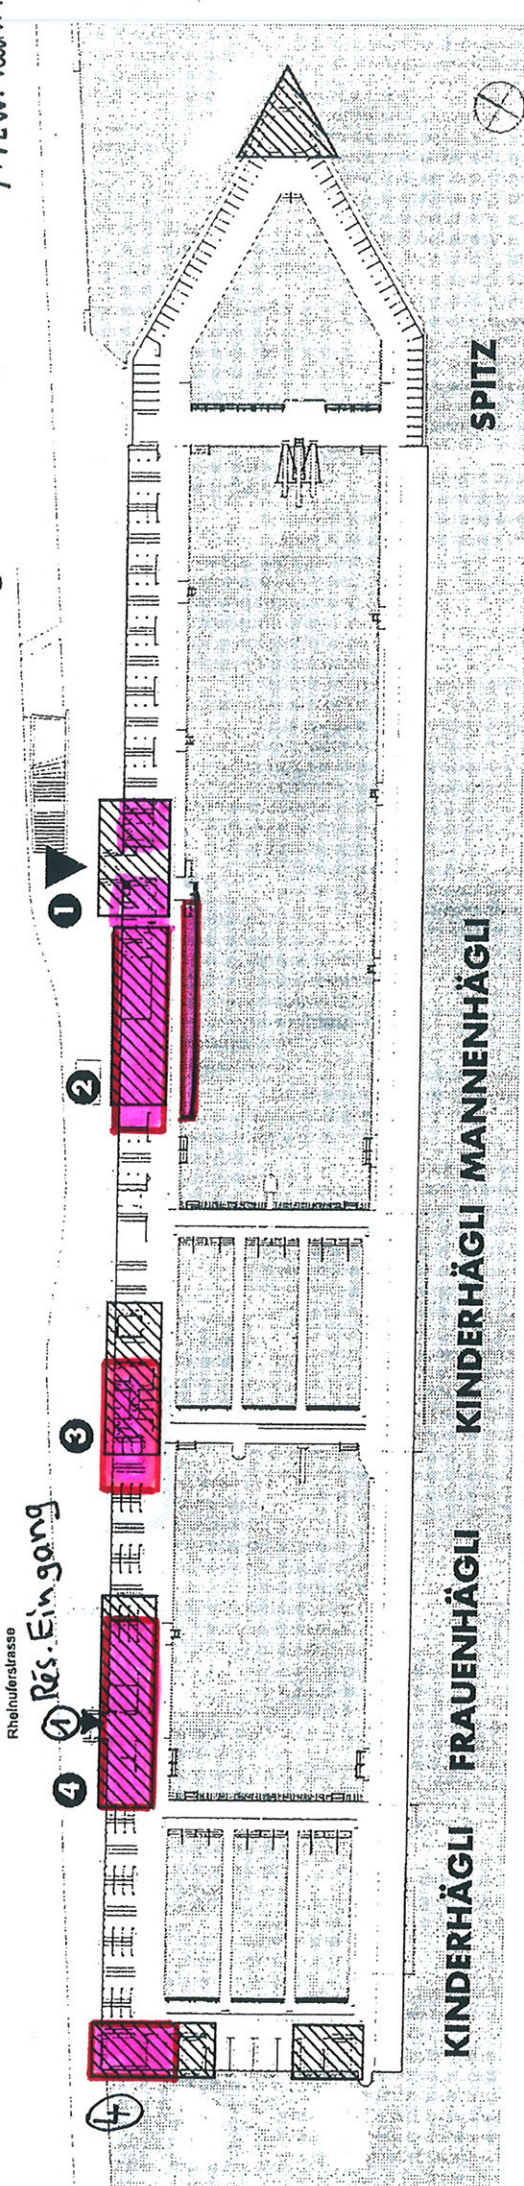 Rheinuferstrasse
Rés. Eingang
1
2
3
4
1
4
KINDERHÄGLI
FRAUENHÄGLI
KINDERHÄGLI
MANNENHÄGLI
SPITZ